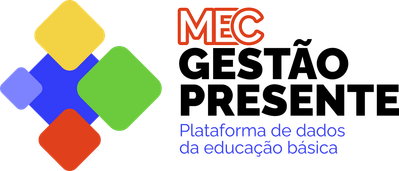 MEC
GESTÃO
PRESENTE
Plataforma de dados
da educação básica